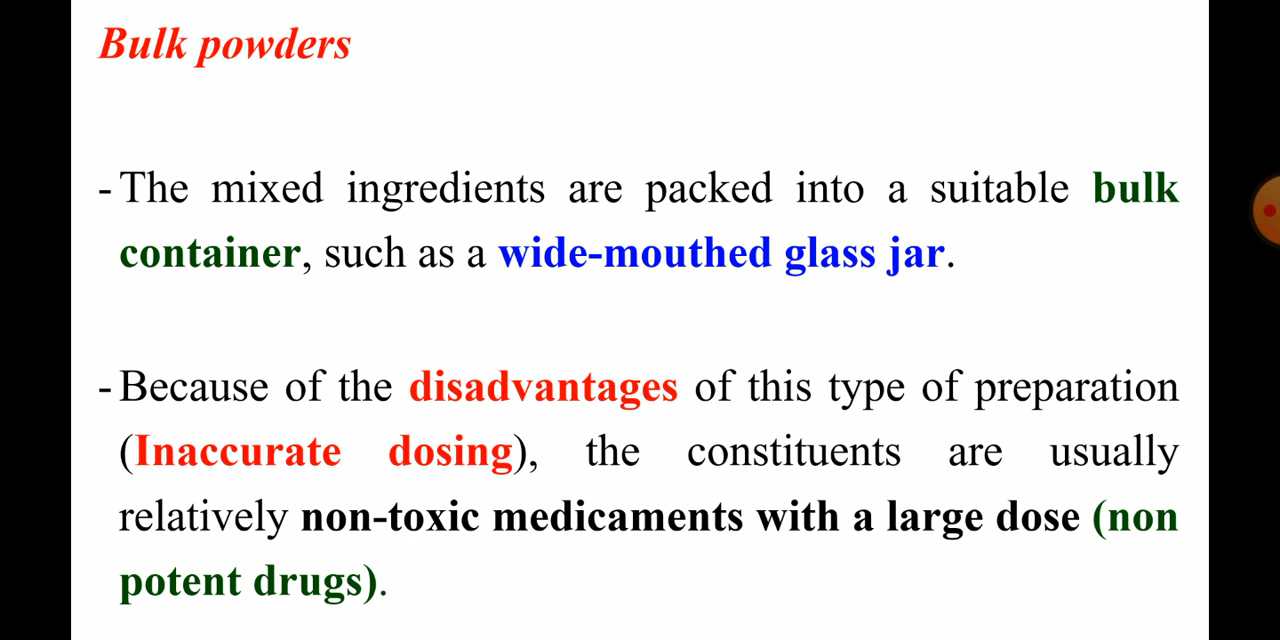 Bulk powders
- The mixed ingredients are packed into a suitable bulk
container, such as a wide-mouthed glass jar.
- Because of the disadvantages of this type of preparation
(Inaccurate dosing), the constituents are usually
relatively non-toxic medicaments with a large dose (non
potent drugs).